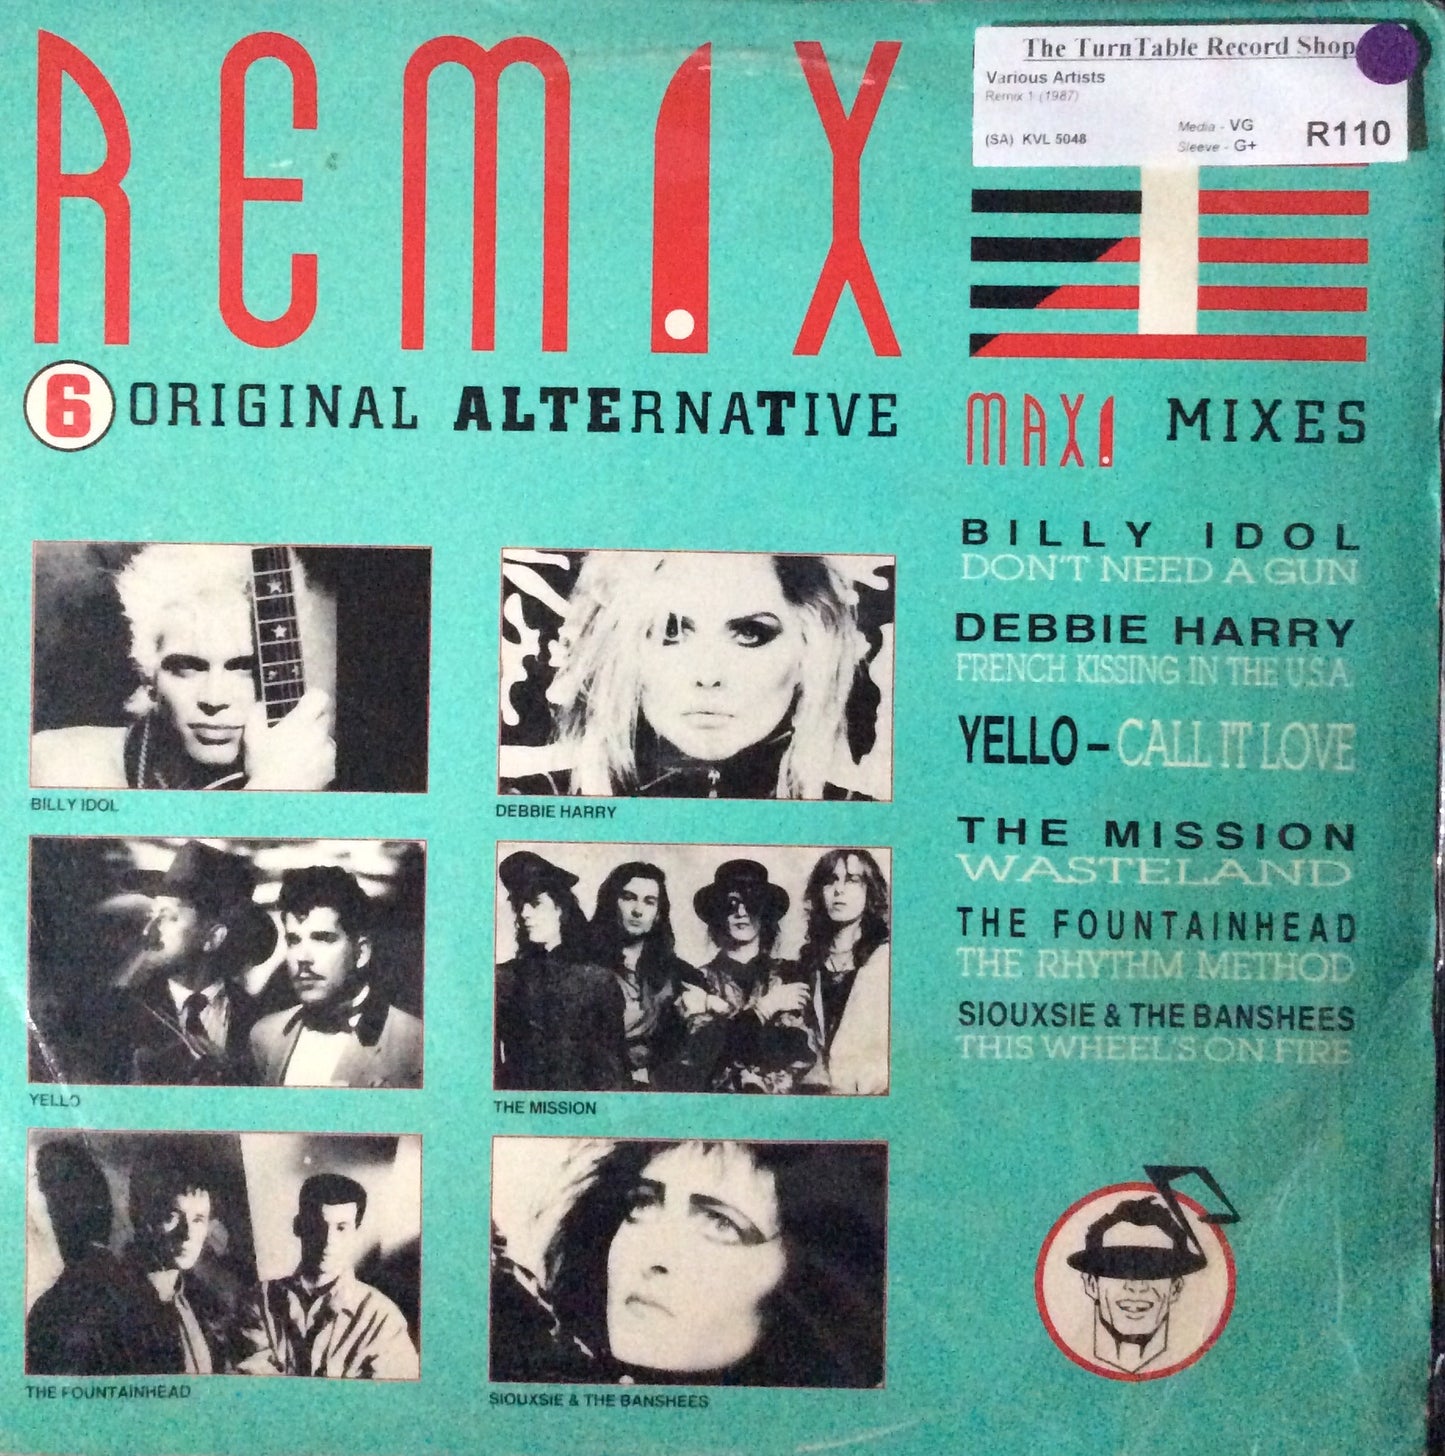 REMIX
The TurnTable Record Shop
Various Artists
Remix 1 (1987)
(SA) KVL 5048
Media - VG
Sleeve - G+
R110
1
6 ORIGINAL ALTERNATIVE
MAXI MIXES
BILLY IDOL
DON'T NEED A GUN
DEBBIE HARRY
FRENCH KISSING IN THE U.S.A.
YELLO – CALL IT LOVE
THE MISSION
WASTELAND
THE FOUNTAINHEAD
THE RHYTHM METHOD
SIOUXSIE & THE BANSHEES
THIS WHEEL'S ON FIRE
BILLY IDOL
DEBBIE HARRY
YELLO
THE MISSION
THE FOUNTAINHEAD
SIOUXSIE & THE BANSHEES